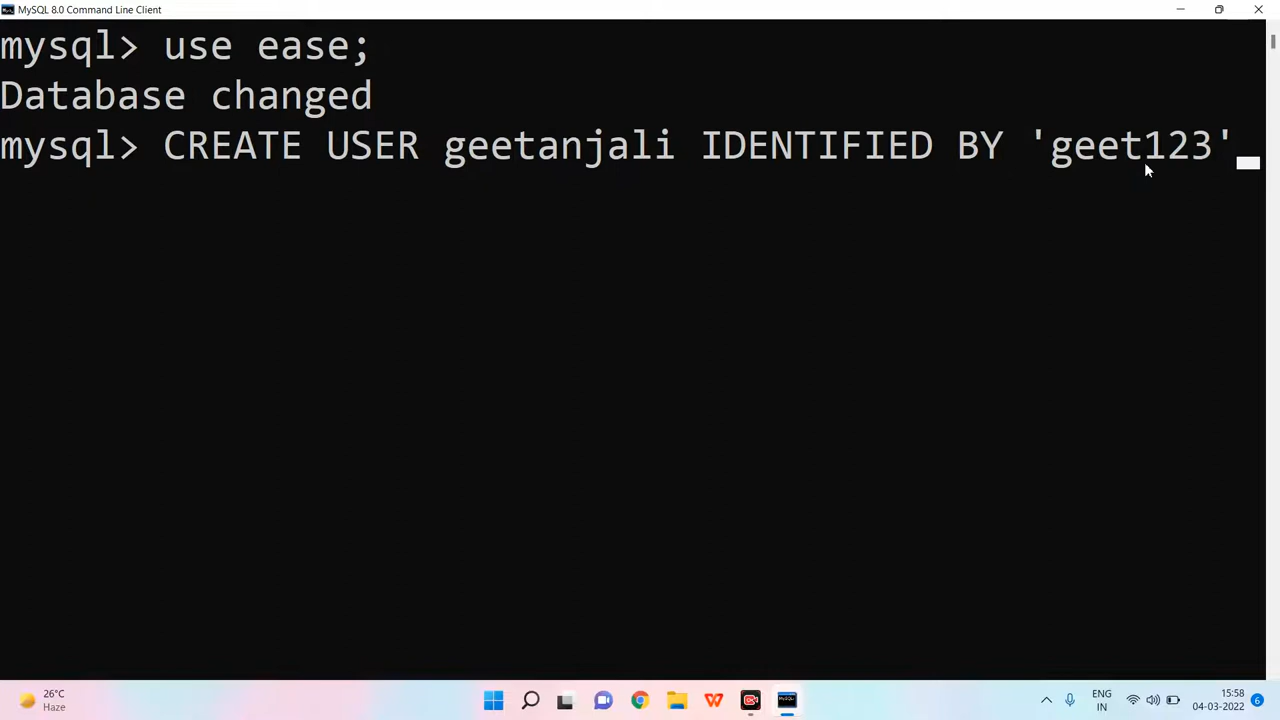 MySQL 8.0 Command Line Client
mysql> use ease;
Database changed
mysql> CREATE USER geetanjali IDENTIFIED BY 'geet123'
26°C
Haze
ENG
IN
15:58
04-03-2022
6